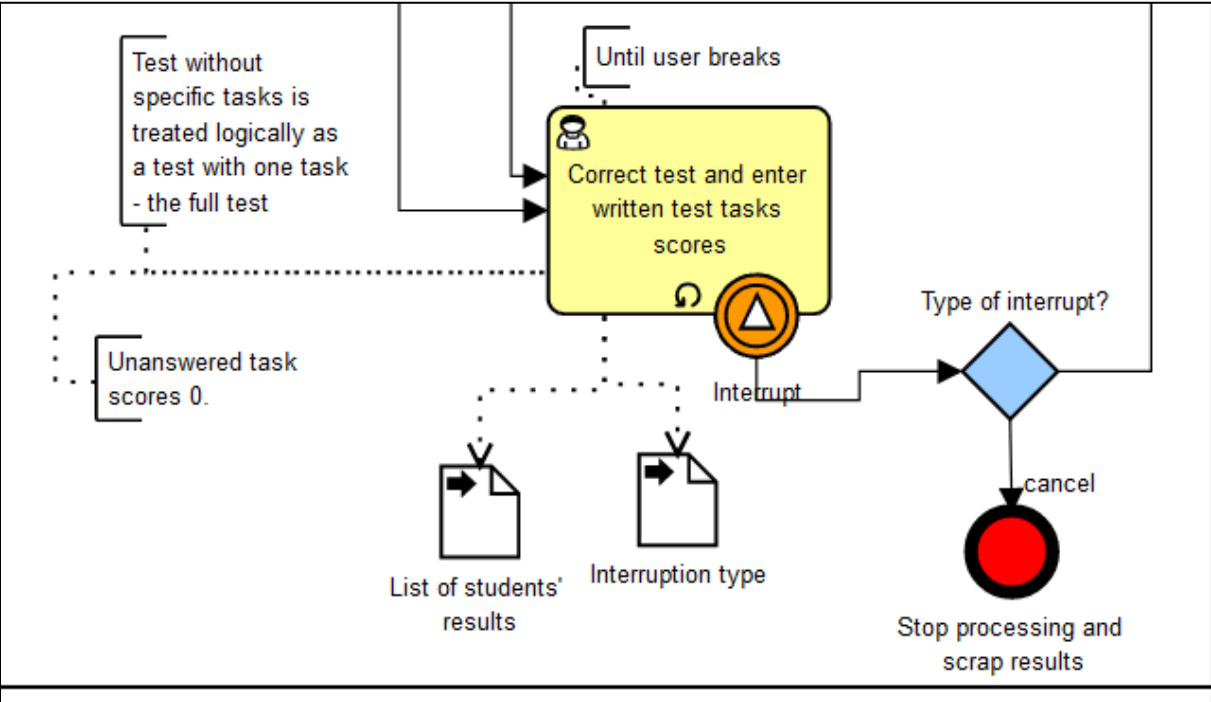 Test without
specific tasks is
treated logically as
a test with one task
- the full test
Until user breaks
Correct test and enter
written test tasks
scores
Type of interrupt?
Unanswered task
scores 0.
Interrupt
cancel
List of students'
results
Interruption type
Stop processing and
scrap results